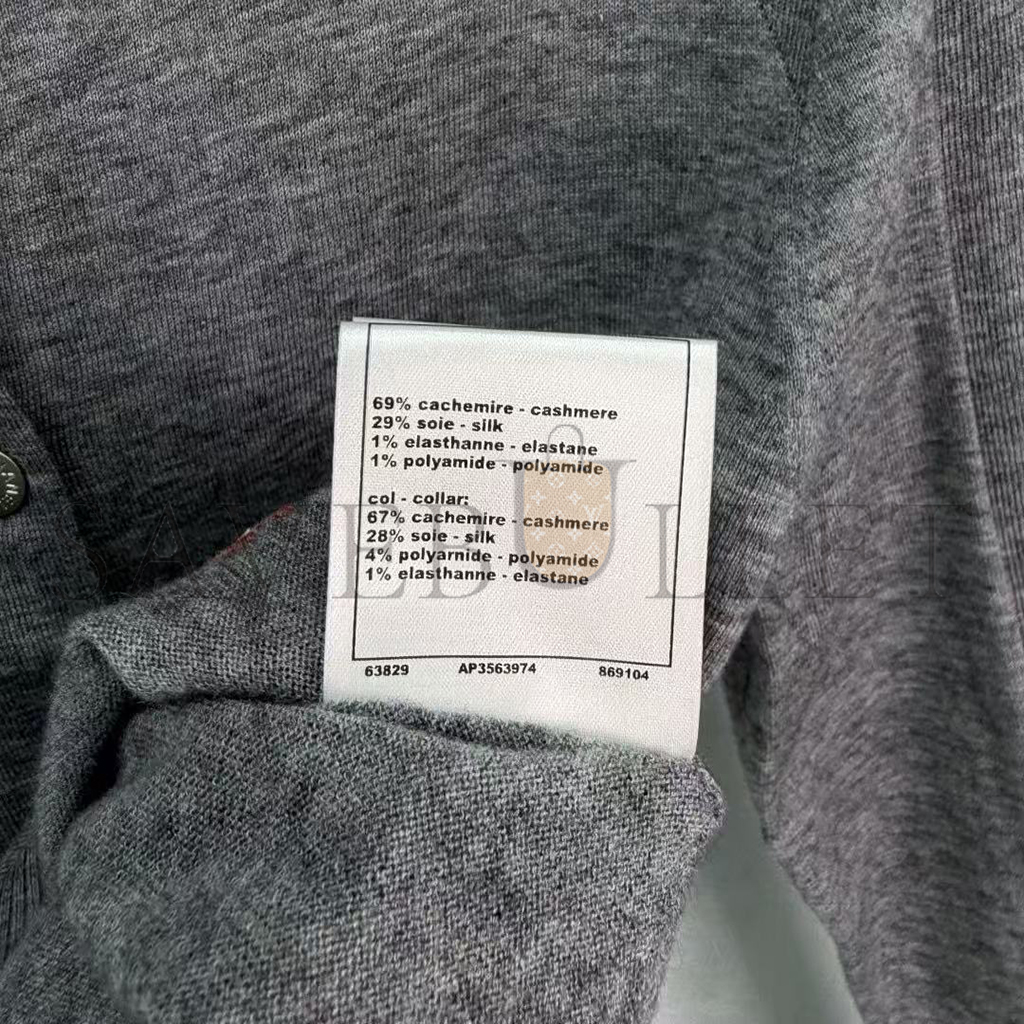 69% cachemire - cashmere
29% soie - silk
1% elasthanne - elastane
1% polyamide - polyamide
col - collar:
67% cachemire - cashmere
28% soie - silk
4% polyarnide - polyamide
1% elasthanne - elastane
63829 AP3563974 869104